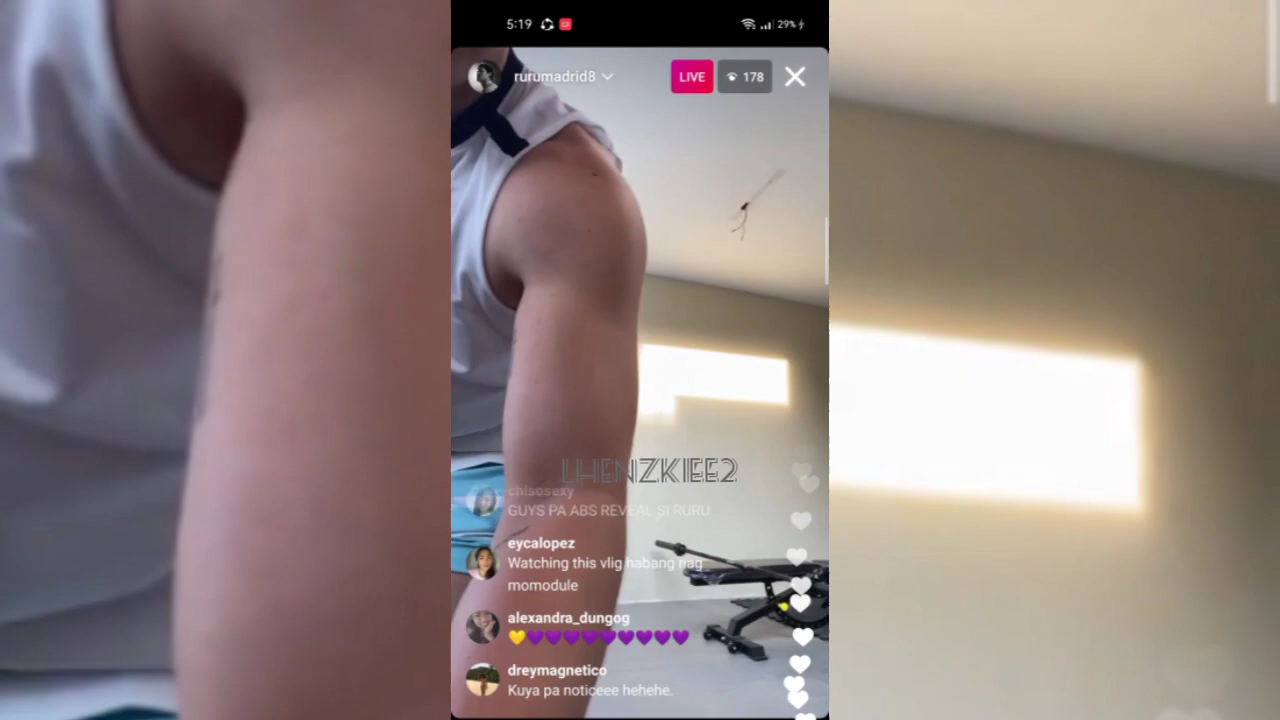 5:19
29%
rurumadrid8
LIVE
178
LHENZKIEE2
chisosexy
GUYS PA ABS REVEAL SI RURU
eycalopez
Watching this vlig habang nag
momodule
alexandra_dungog
💛💜💜💜💜💜💜💜💜💜
dreymagnetico
Kuya pa noticeee hehehe.